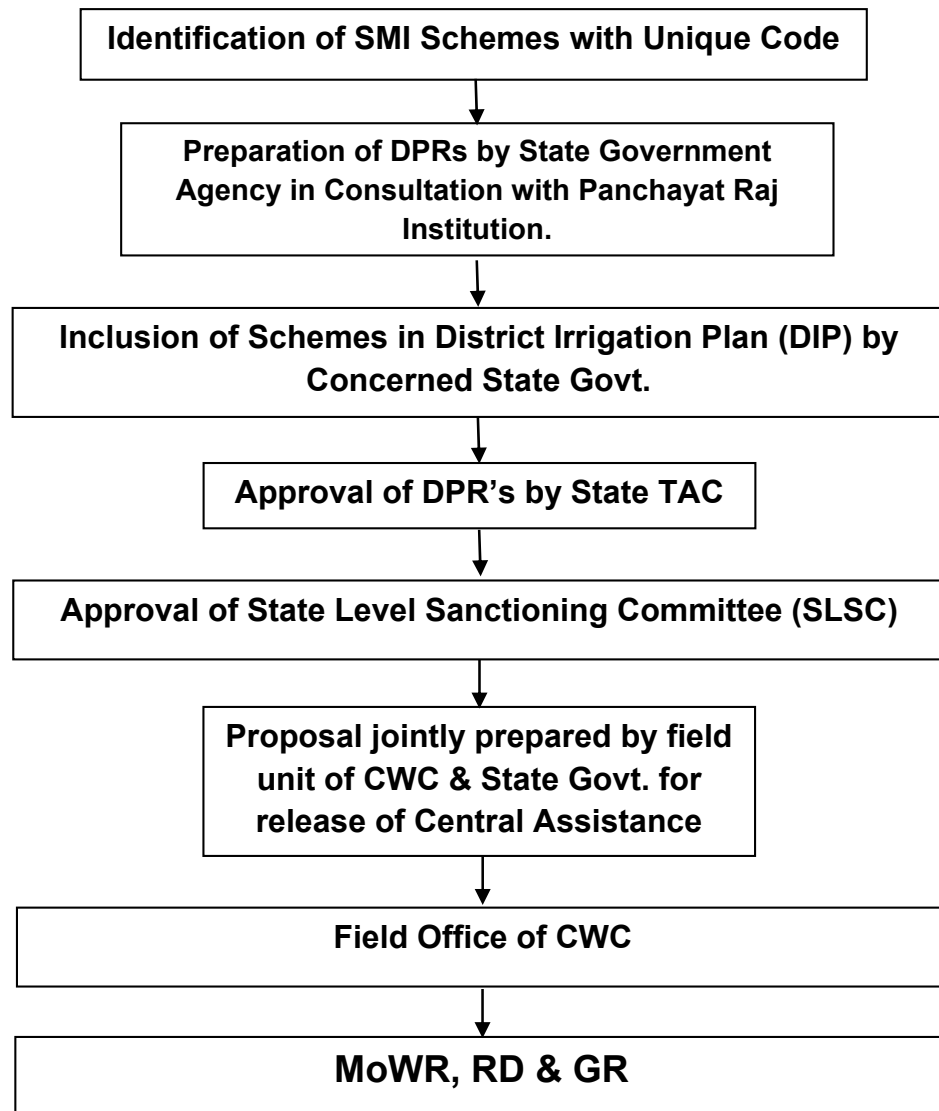 Identification of SMI Schemes with Unique Code
Preparation of DPRs by State Government
Agency in Consultation with Panchayat Raj
Institution.
Inclusion of Schemes in District Irrigation Plan (DIP) by
Concerned State Govt.
Approval of DPR’s by State TAC
Approval of State Level Sanctioning Committee (SLSC)
Proposal jointly prepared by field
unit of CWC & State Govt. for
release of Central Assistance
Field Office of CWC
MoWR, RD & GR